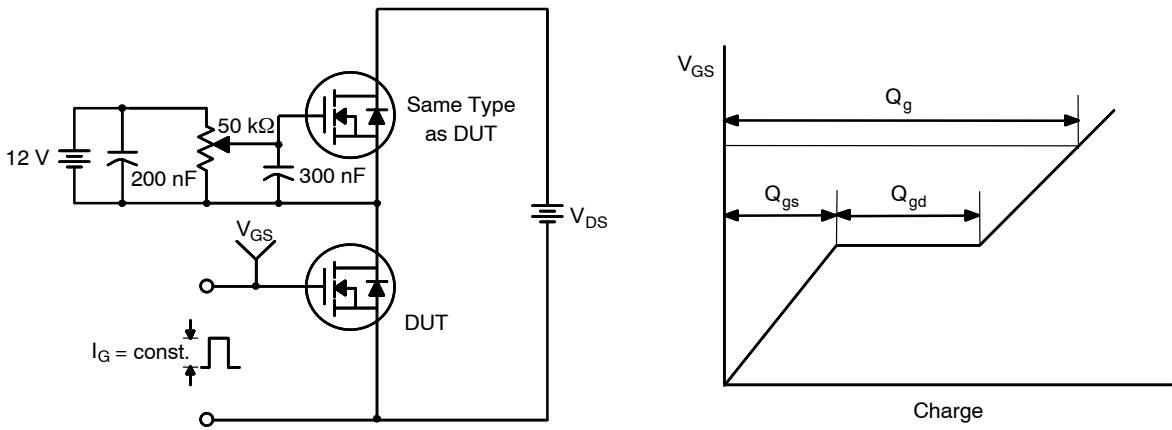 12 V
200 nF
50 kΩ
300 nF
Same Type
as DUT
V_DS
V_GS
DUT
I_G = const.
V_GS
Q_g
Q_gs
Q_gd
Charge